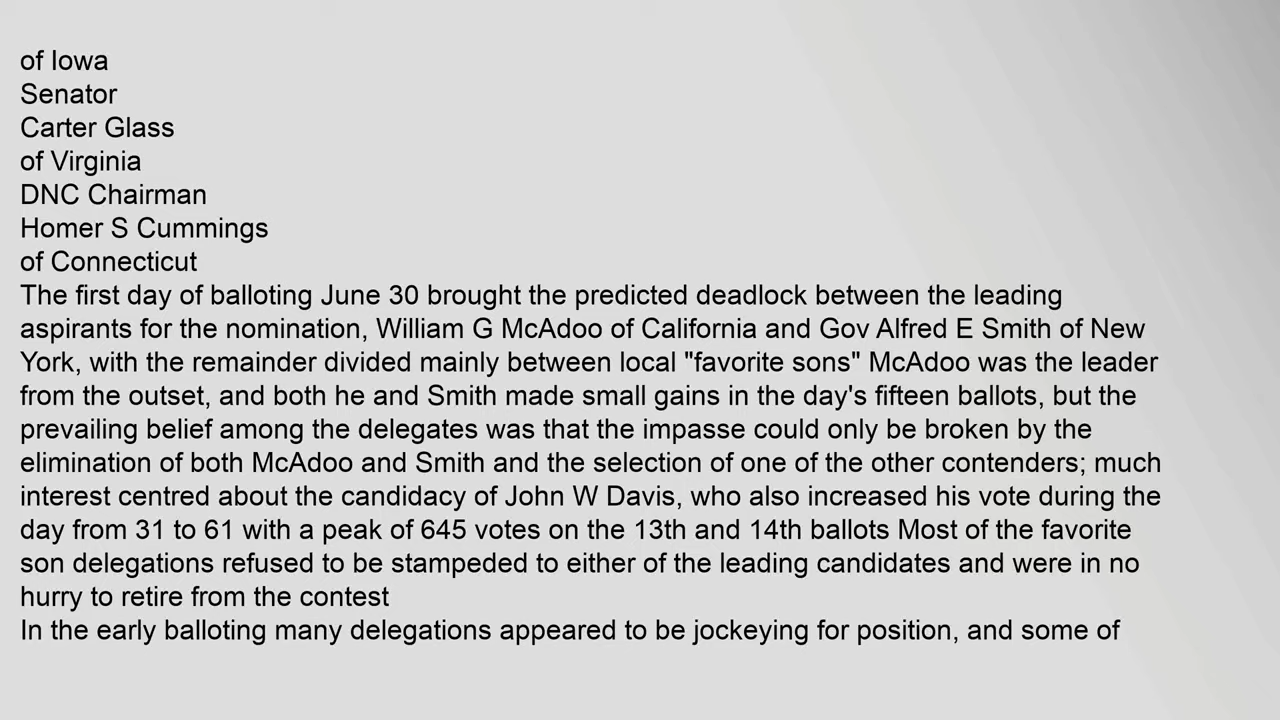 of Iowa
Senator
Carter Glass
of Virginia
DNC Chairman
Homer S Cummings
of Connecticut
The first day of balloting June 30 brought the predicted deadlock between the leading
aspirants for the nomination, William G McAdoo of California and Gov Alfred E Smith of New
York, with the remainder divided mainly between local "favorite sons" McAdoo was the leader
from the outset, and both he and Smith made small gains in the day's fifteen ballots, but the
prevailing belief among the delegates was that the impasse could only be broken by the
elimination of both McAdoo and Smith and the selection of one of the other contenders; much
interest centred about the candidacy of John W Davis, who also increased his vote during the
day from 31 to 61 with a peak of 645 votes on the 13th and 14th ballots Most of the favorite
son delegations refused to be stampeded to either of the leading candidates and were in no
hurry to retire from the contest
In the early balloting many delegations appeared to be jockeying for position, and some of